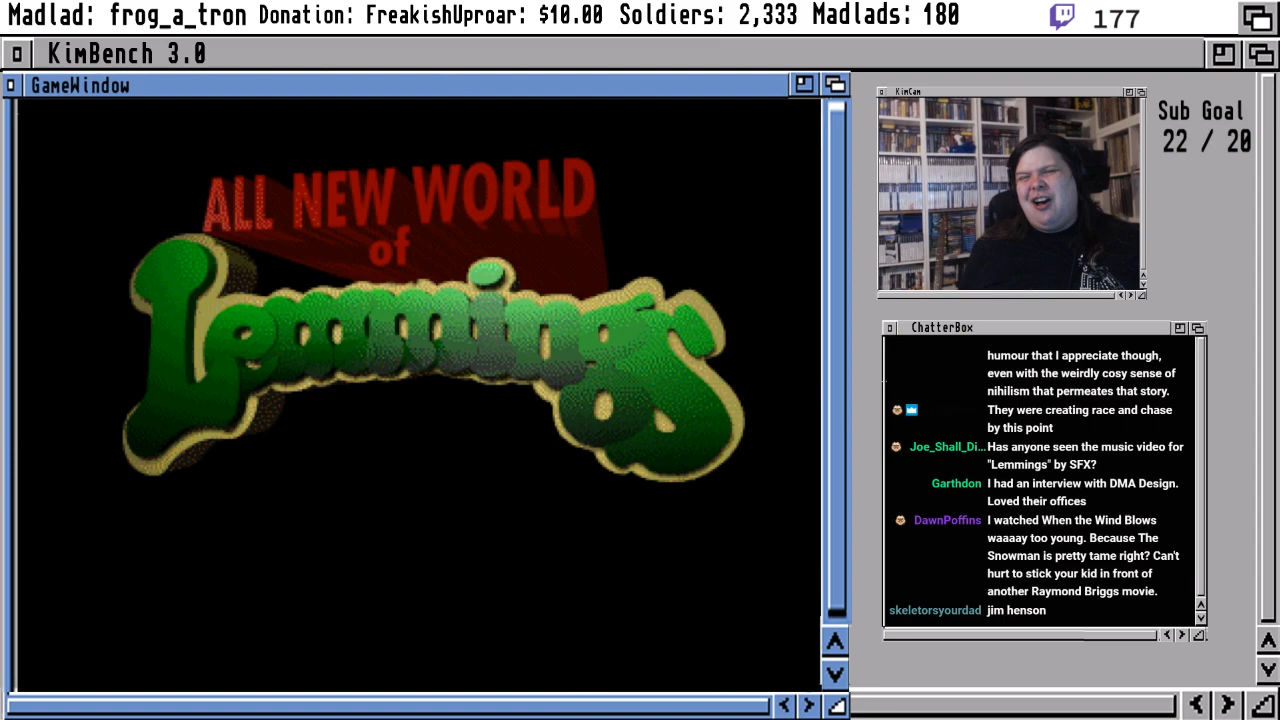 Madlad: frog_a_tron Donation: FreakishUproar: $10.00 Soldiers: 2,333 Madlads: 180
177
KimBench 3.0
GameWindow
ALL NEW WORLD
of
Lemmings
KimCam
Sub Goal
22 / 20
ChatterBox
humour that I appreciate though,
even with the weirdly cosy sense of
nihilism that permeates that story.
They were creating race and chase
by this point
Joe_Shall_Di... Has anyone seen the music video for
"Lemmings" by SFX?
Garthdon I had an interview with DMA Design.
Loved their offices
DawnPoffins I watched When the Wind Blows
waaaay too young. Because The
Snowman is pretty tame right? Can't
hurt to stick your kid in front of
another Raymond Briggs movie.
skeletorsyourdad jim henson